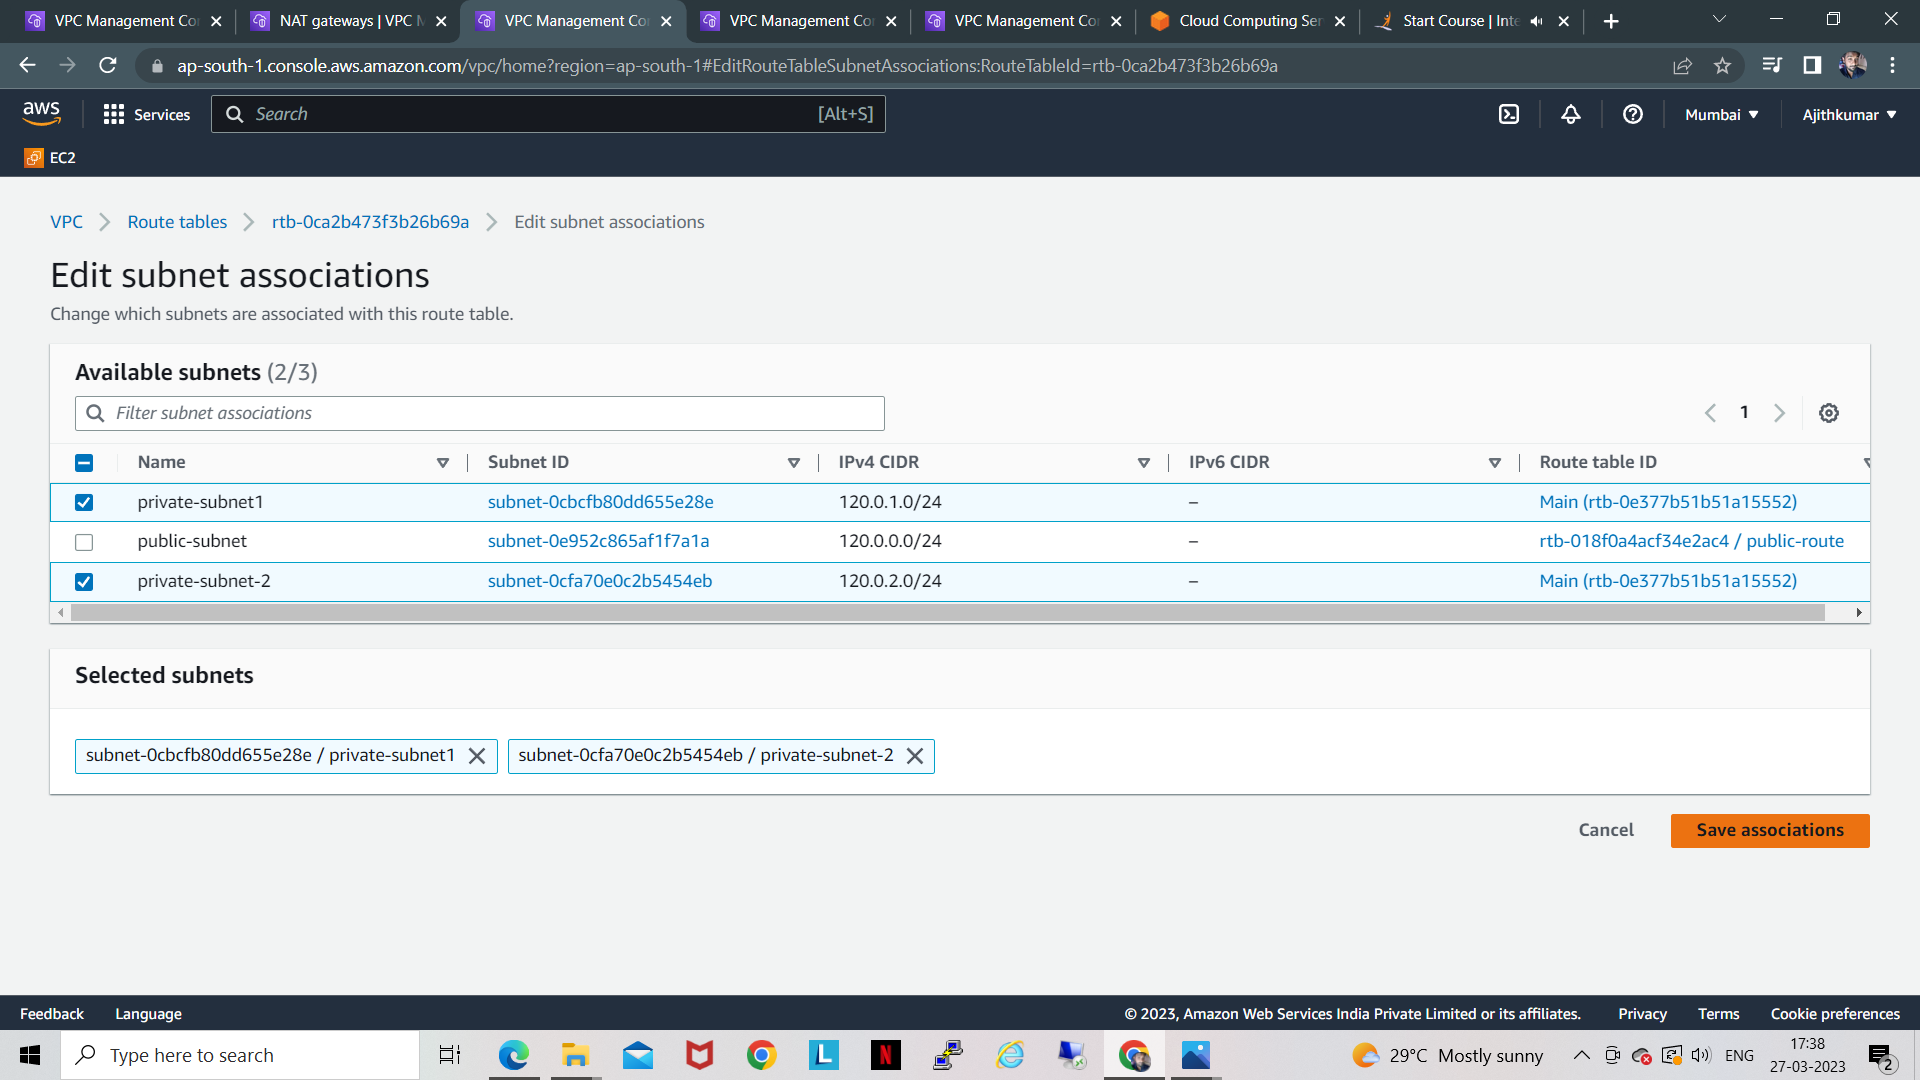 VPC Management Co
NAT gateways | VPC M
VPC Management Co
VPC Management Co
VPC Management Co
Cloud Computing Ser
Start Course | Inte
ap-south-1.console.aws.amazon.com/vpc/home?region=ap-south-1#EditRouteTableSubnetAssociations:RouteTableId=rtb-0ca2b473f3b26b69a
aws
Services
Search
[Alt+S]
Mumbai
Ajithkumar
EC2
VPC
Route tables
rtb-0ca2b473f3b26b69a
Edit subnet associations
Edit subnet associations
Change which subnets are associated with this route table.
Available subnets (2/3)
Filter subnet associations
1
Name
Subnet ID
IPv4 CIDR
IPv6 CIDR
Route table ID
private-subnet1
subnet-0cbcfb80dd655e28e
120.0.1.0/24
–
Main (rtb-0e377b51b51a15552)
public-subnet
subnet-0e952c865af1f7a1a
120.0.0.0/24
–
rtb-018f0a4acf34e2ac4 / public-route
private-subnet-2
subnet-0cfa70e0c2b5454eb
120.0.2.0/24
–
Main (rtb-0e377b51b51a15552)
Selected subnets
subnet-0cbcfb80dd655e28e / private-subnet1
subnet-0cfa70e0c2b5454eb / private-subnet-2
Cancel
Save associations
Feedback
Language
© 2023, Amazon Web Services India Private Limited or its affiliates.
Privacy
Terms
Cookie preferences
Type here to search
L
N
29°C Mostly sunny
ENG
17:38
27-03-2023
2